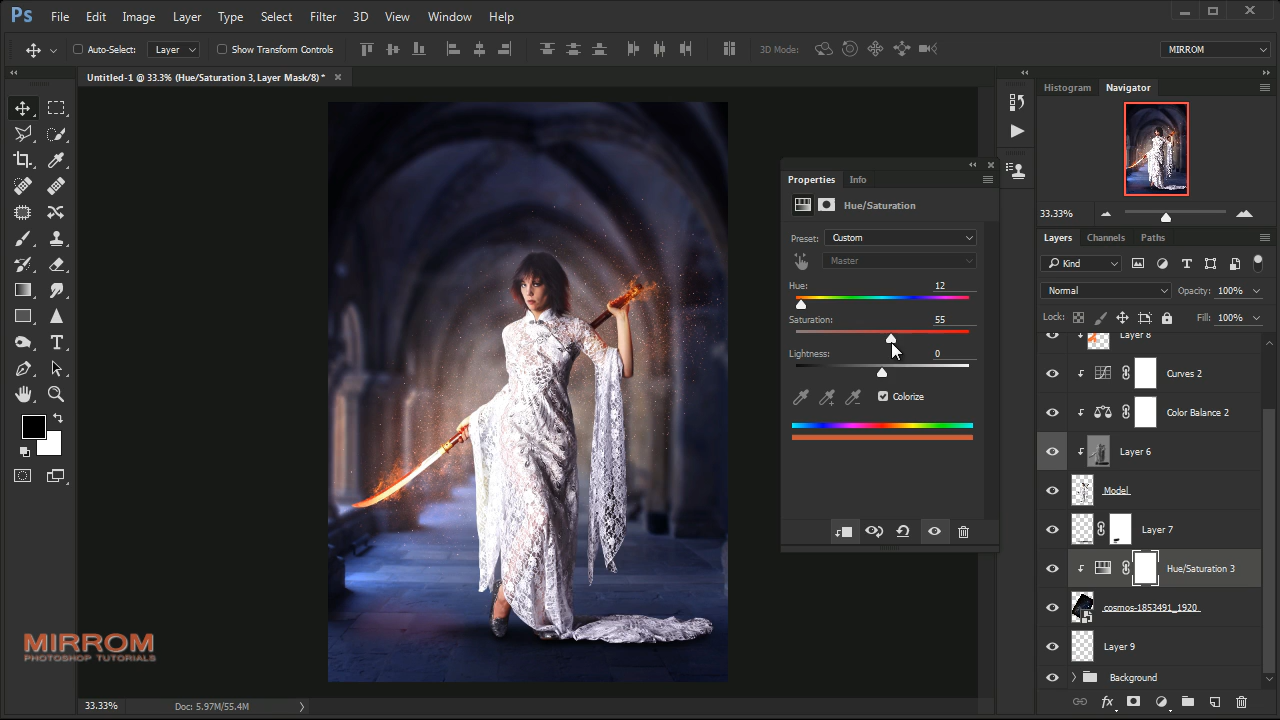 Ps File Edit Image Layer Type Select Filter 3D View Window Help
Auto-Select: Layer Show Transform Controls 3D Mode: MIRROM
Untitled-1 @ 33.3% (Hue/Saturation 3, Layer Mask/8) *
Histogram Navigator
33.33%
Properties Info
Hue/Saturation
Preset: Custom
Master
Hue: 12
Saturation: 55
Lightness: 0
Colorize
Layers Channels Paths
Kind
Normal Opacity: 100%
Lock: Fill: 100%
Layer 8
Curves 2
Color Balance 2
Layer 6
Model
Layer 7
Hue/Saturation 3
cosmos-1853491_1920
Layer 9
Background
MIRROM
PHOTOSHOP TUTORIALS
33.33% Doc: 5.97M/55.4M